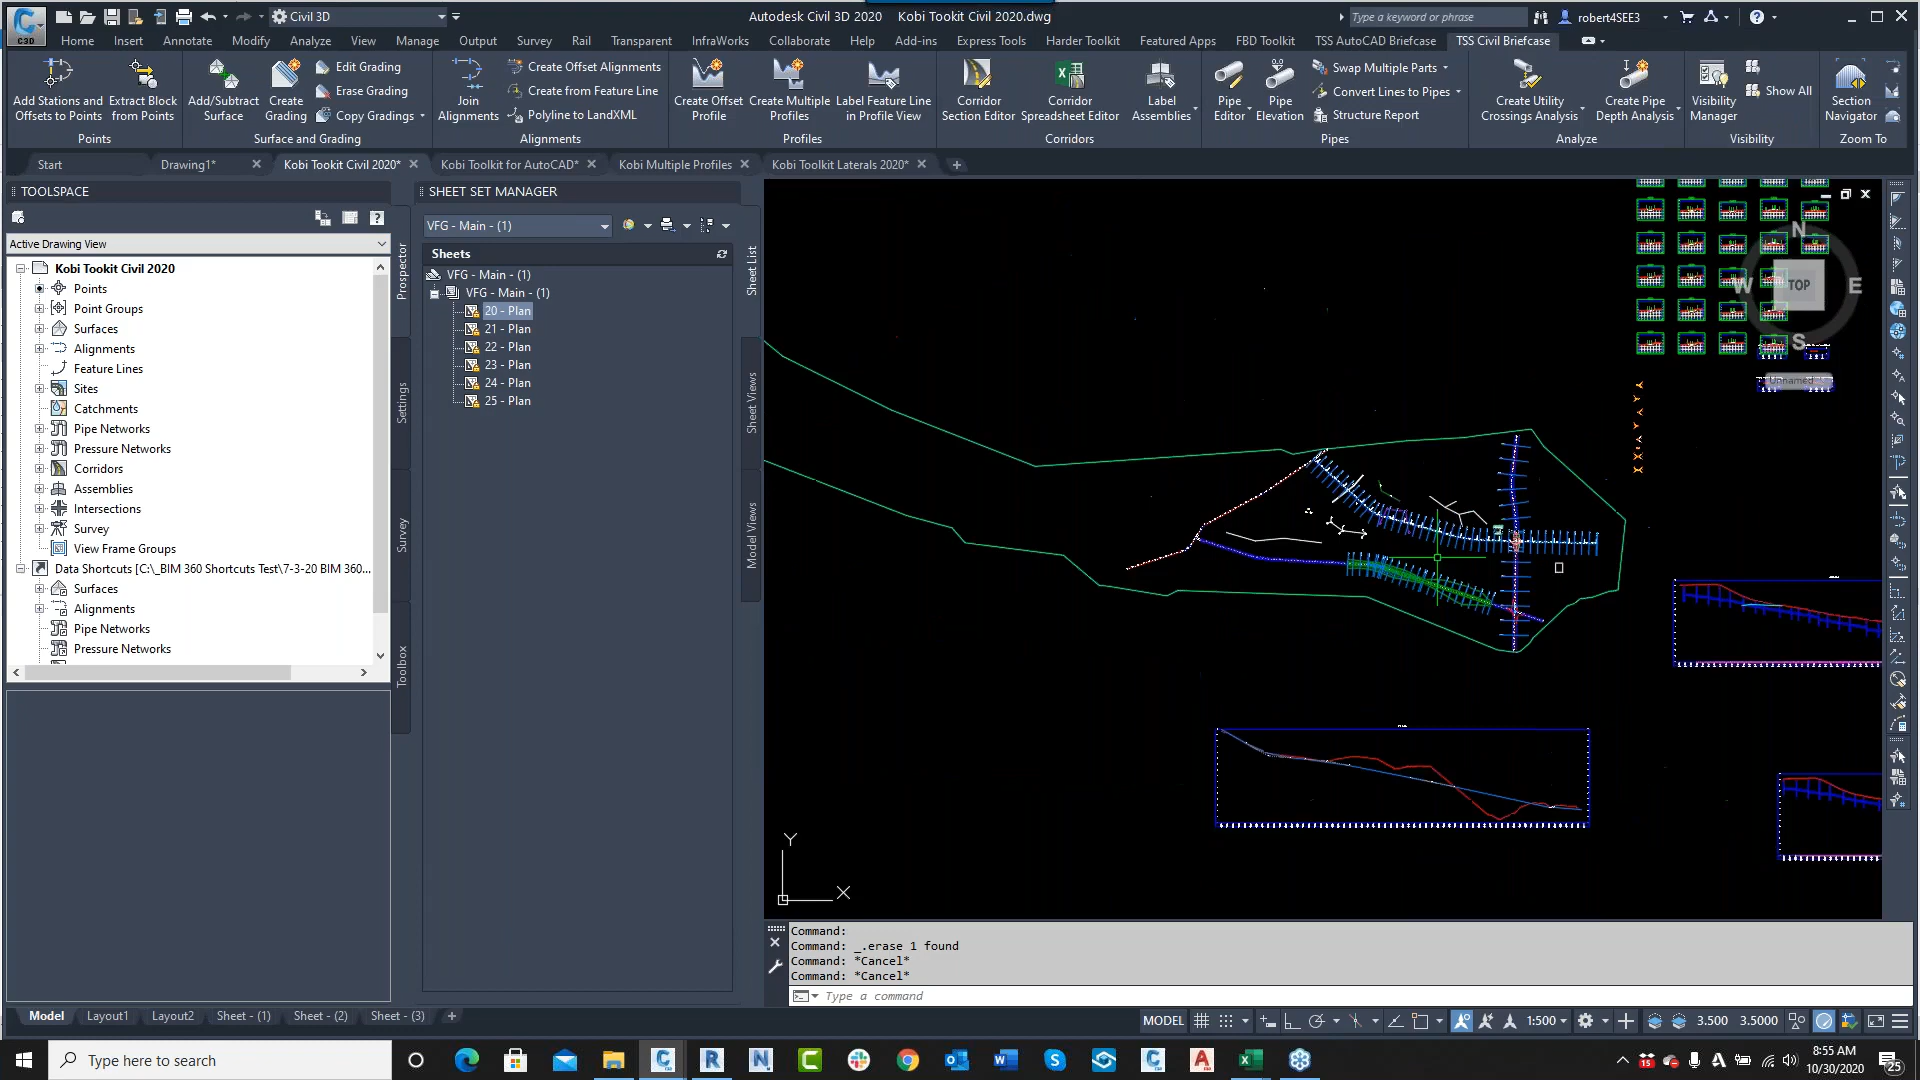 C3D
Civil 3D
Autodesk Civil 3D 2020 Kobi Tookit Civil 2020.dwg
Type a keyword or phrase
robert4SEE3
Home Insert Annotate Modify Analyze View Manage Output Survey Rail Transparent InfraWorks Collaborate Help Add-ins Express Tools Harder Toolkit Featured Apps FBD Toolkit TSS AutoCAD Briefcase TSS Civil Briefcase
Add Stations and Offsets to Points
Extract Block from Points
Points
Add/Subtract Surface
Create Grading
Edit Grading
Erase Grading
Copy Gradings
Surface and Grading
Join Alignments
Create Offset Alignments
Create from Feature Line
Polyline to LandXML
Alignments
Create Offset Profile
Create Multiple Profiles
Label Feature Line in Profile View
Profiles
Corridor Section Editor
Corridor Spreadsheet Editor
Label Assemblies
Corridors
Pipe Editor
Pipe Elevation
Swap Multiple Parts
Convert Lines to Pipes
Structure Report
Pipes
Create Utility Crossings Analysis
Create Pipe Depth Analysis
Analyze
Visibility Manager
Show All
Visibility
Section Navigator
Zoom To
Start Drawing1* Kobi Tookit Civil 2020* Kobi Toolkit for AutoCAD* Kobi Multiple Profiles Kobi Toolkit Laterals 2020*
TOOLSPACE
Active Drawing View
Kobi Tookit Civil 2020
Points
Point Groups
Surfaces
Alignments
Feature Lines
Sites
Catchments
Pipe Networks
Pressure Networks
Corridors
Assemblies
Intersections
Survey
View Frame Groups
Data Shortcuts [C:\_BIM 360 Shortcuts Test\7-3-20 BIM 360...
Surfaces
Alignments
Pipe Networks
Pressure Networks
Prospector
Settings
Survey
Toolbox
SHEET SET MANAGER
VFG - Main - (1)
Sheets
VFG - Main - (1)
VFG - Main - (1)
20 - Plan
21 - Plan
22 - Plan
23 - Plan
24 - Plan
25 - Plan
Sheet List
Sheet Views
Model Views
N
W
TOP
E
S
Unnamed
Y
X
Command:
Command: _.erase 1 found
Command: *Cancel*
Command: *Cancel*
Type a command
Model Layout1 Layout2 Sheet - (1) Sheet - (2) Sheet - (3)
MODEL
1:500
3.500 3.5000
Type here to search
15
8:55 AM
10/30/2020
25